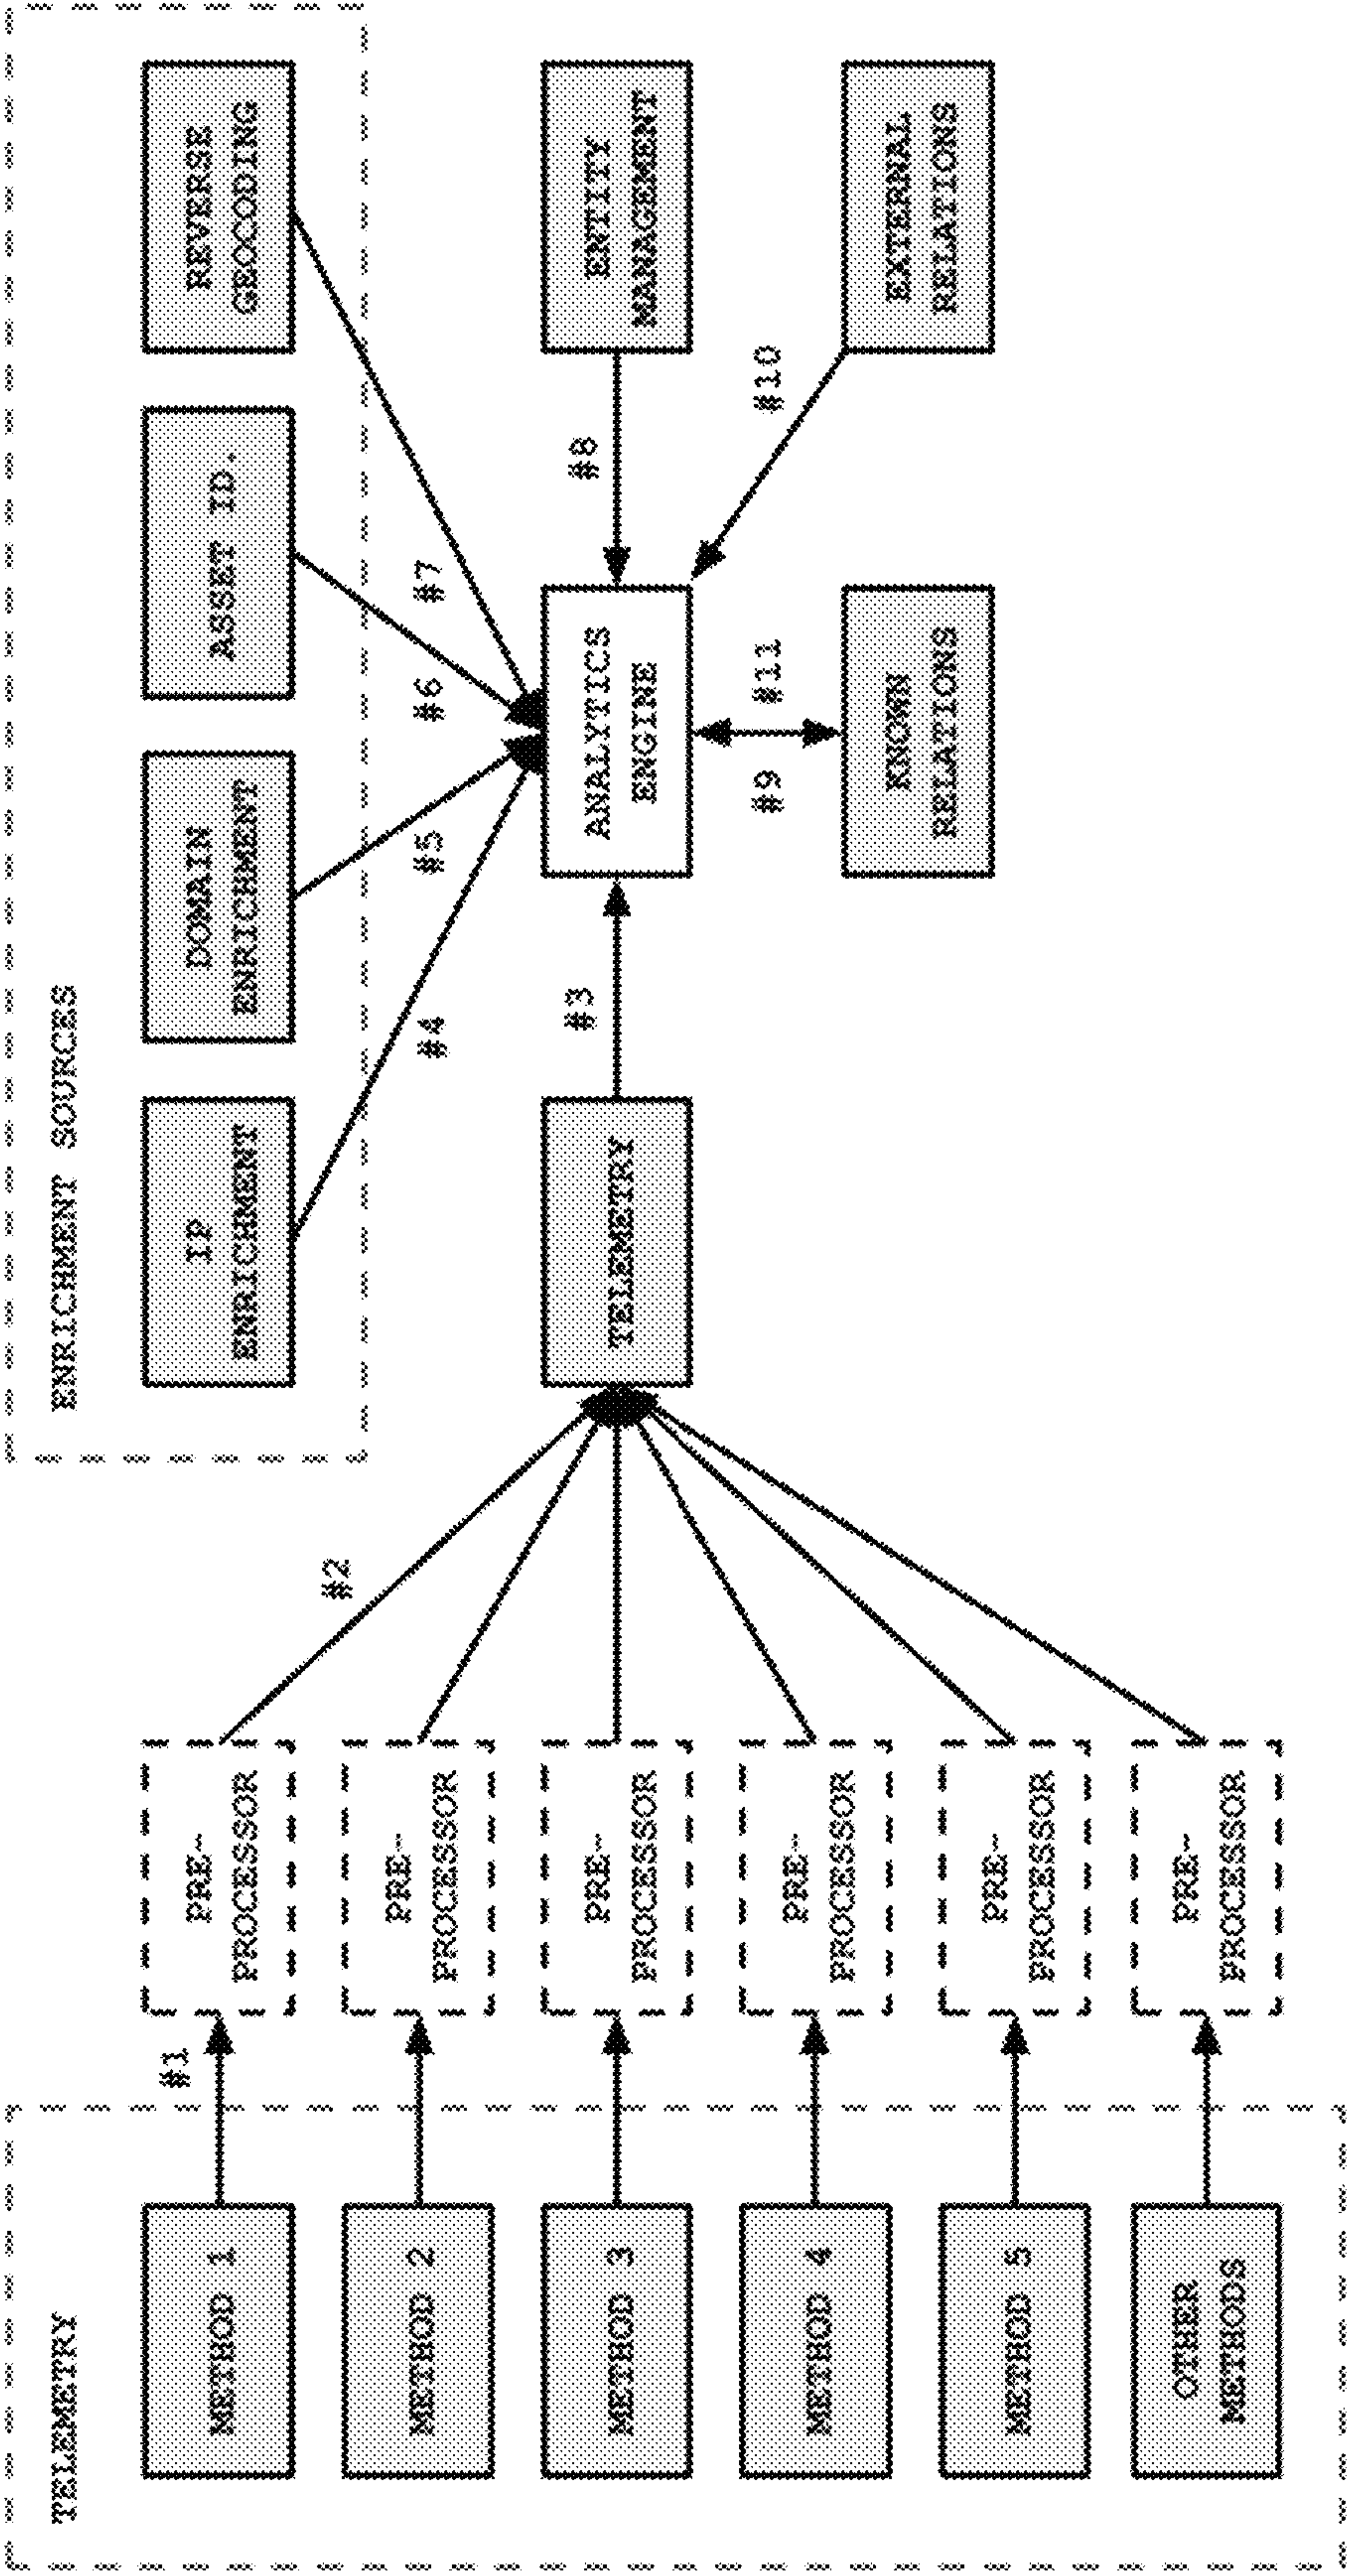 TELEMETRY
METHOD 1
METHOD 2
METHOD 3
METHOD 4
METHOD 5
OTHER
METHODS
#1
PRE-
PROCESSOR
PRE-
PROCESSOR
PRE-
PROCESSOR
PRE-
PROCESSOR
PRE-
PROCESSOR
PRE-
PROCESSOR
#2
TELEMETRY
#3
ENRICHMENT SOURCES
IP
ENRICHMENT
DOMAIN
ENRICHMENT
ASSET ID.
REVERSE
GEOCODING
#4
#5
#6
#7
ANALYTICS
ENGINE
#8
ENTITY
MANAGEMENT
#9
#11
#10
KNOWN
RELATIONS
EXTERNAL
RELATIONS